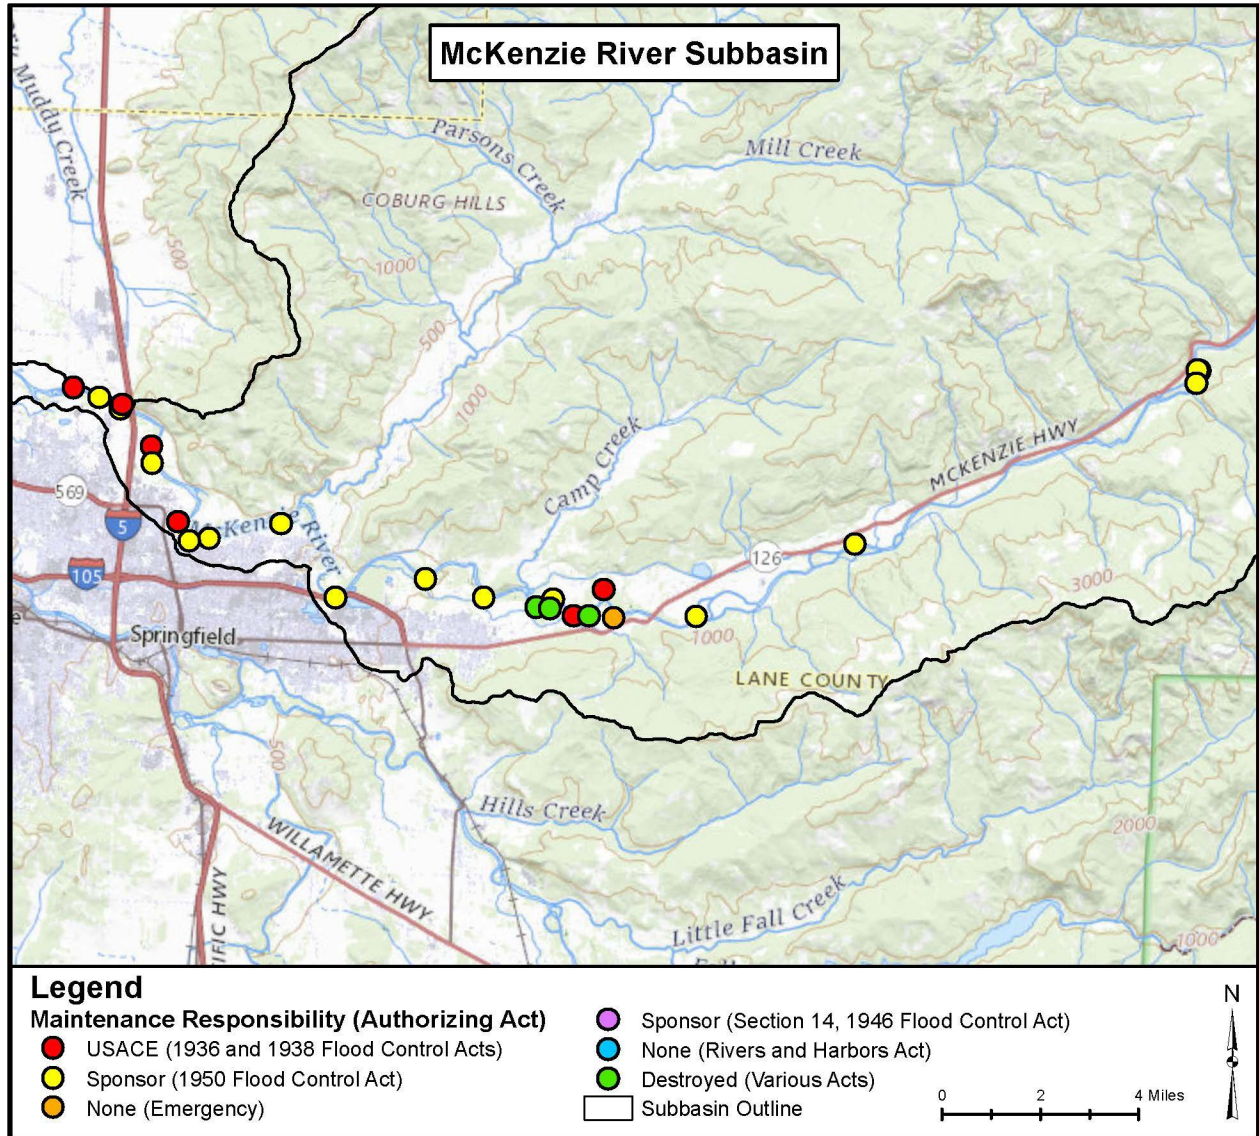 McKenzie River Subbasin
Muddy Creek
Parsons Creek
Mill Creek
COBURG HILLS
500
1000
500
1000
Camp Creek
MCKENZIE HWY
569
5
McKenzie River
126
105
3000
Springfield
1000
LANE COUNTY
500
Hills Creek
2000
WILLAMETTE HWY
Little Fall Creek
1000
IFIC HWY
Legend
Maintenance Responsibility (Authorizing Act)
USACE (1936 and 1938 Flood Control Acts)
Sponsor (1950 Flood Control Act)
None (Emergency)
Sponsor (Section 14, 1946 Flood Control Act)
None (Rivers and Harbors Act)
Destroyed (Various Acts)
Subbasin Outline
N
0 2 4 Miles